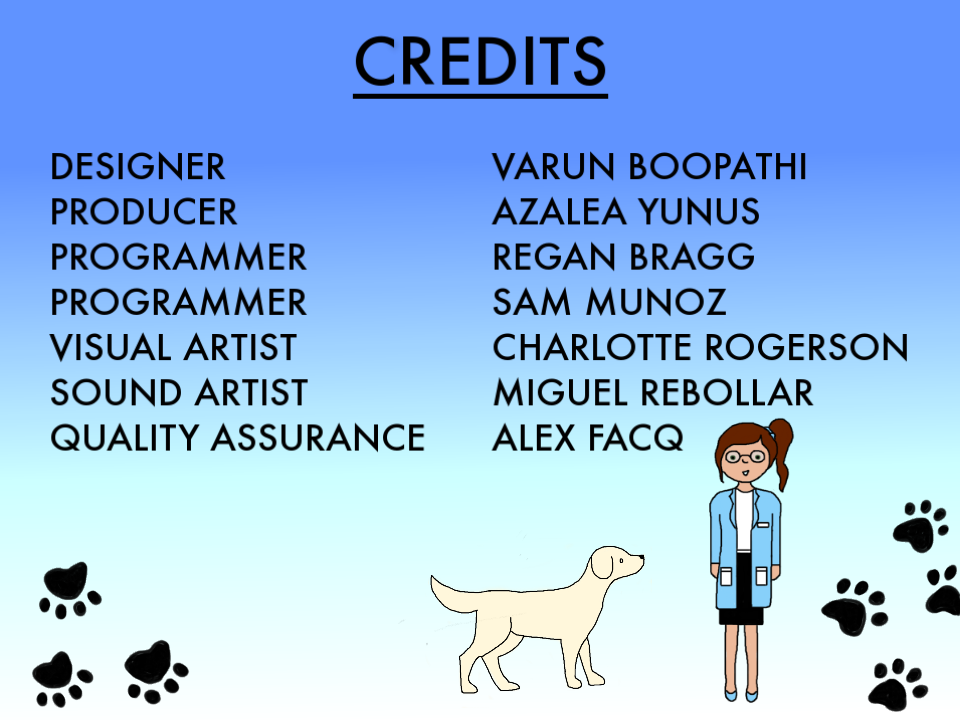 CREDITS
DESIGNER VARUN BOOPATHI
PRODUCER AZALEA YUNUS
PROGRAMMER REGAN BRAGG
PROGRAMMER SAM MUNOZ
VISUAL ARTIST CHARLOTTE ROGERSON
SOUND ARTIST MIGUEL REBOLLAR
QUALITY ASSURANCE ALEX FACQ